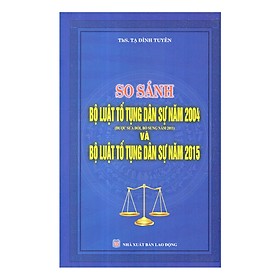 ThS. TẠ ĐÌNH TUYÊN
SO SÁNH
BỘ LUẬT TỐ TỤNG DÂN SỰ NĂM 2004
(ĐƯỢC SỬA ĐỔI, BỔ SUNG NĂM 2011)
VÀ
BỘ LUẬT TỐ TỤNG DÂN SỰ NĂM 2015
NHÀ XUẤT BẢN LAO ĐỘNG